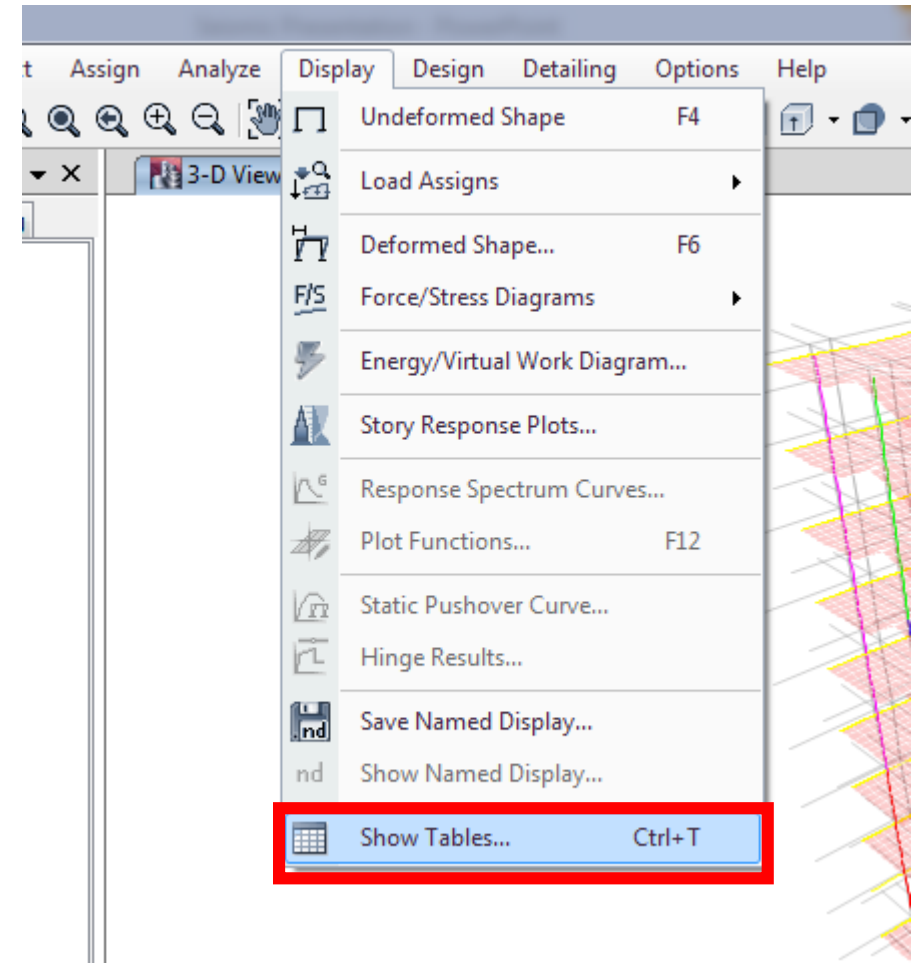 t Assign Analyze Display Design Detailing Options Help
3-D View
Undeformed Shape F4
Load Assigns
Deformed Shape... F6
F/S Force/Stress Diagrams
Energy/Virtual Work Diagram...
Story Response Plots...
G Response Spectrum Curves...
Plot Functions... F12
Static Pushover Curve...
Hinge Results...
nd Save Named Display...
nd Show Named Display...
Show Tables... Ctrl+T